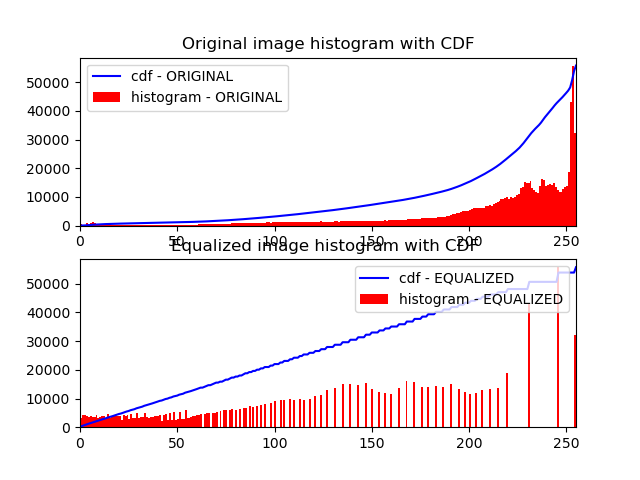 Original image histogram with CDF
cdf - ORIGINAL
histogram - ORIGINAL
50000
40000
30000
20000
10000
0
0 50 100 150 200 250
Equalized image histogram with CDF
cdf - EQUALIZED
histogram - EQUALIZED
50000
40000
30000
20000
10000
0
0 50 100 150 200 250